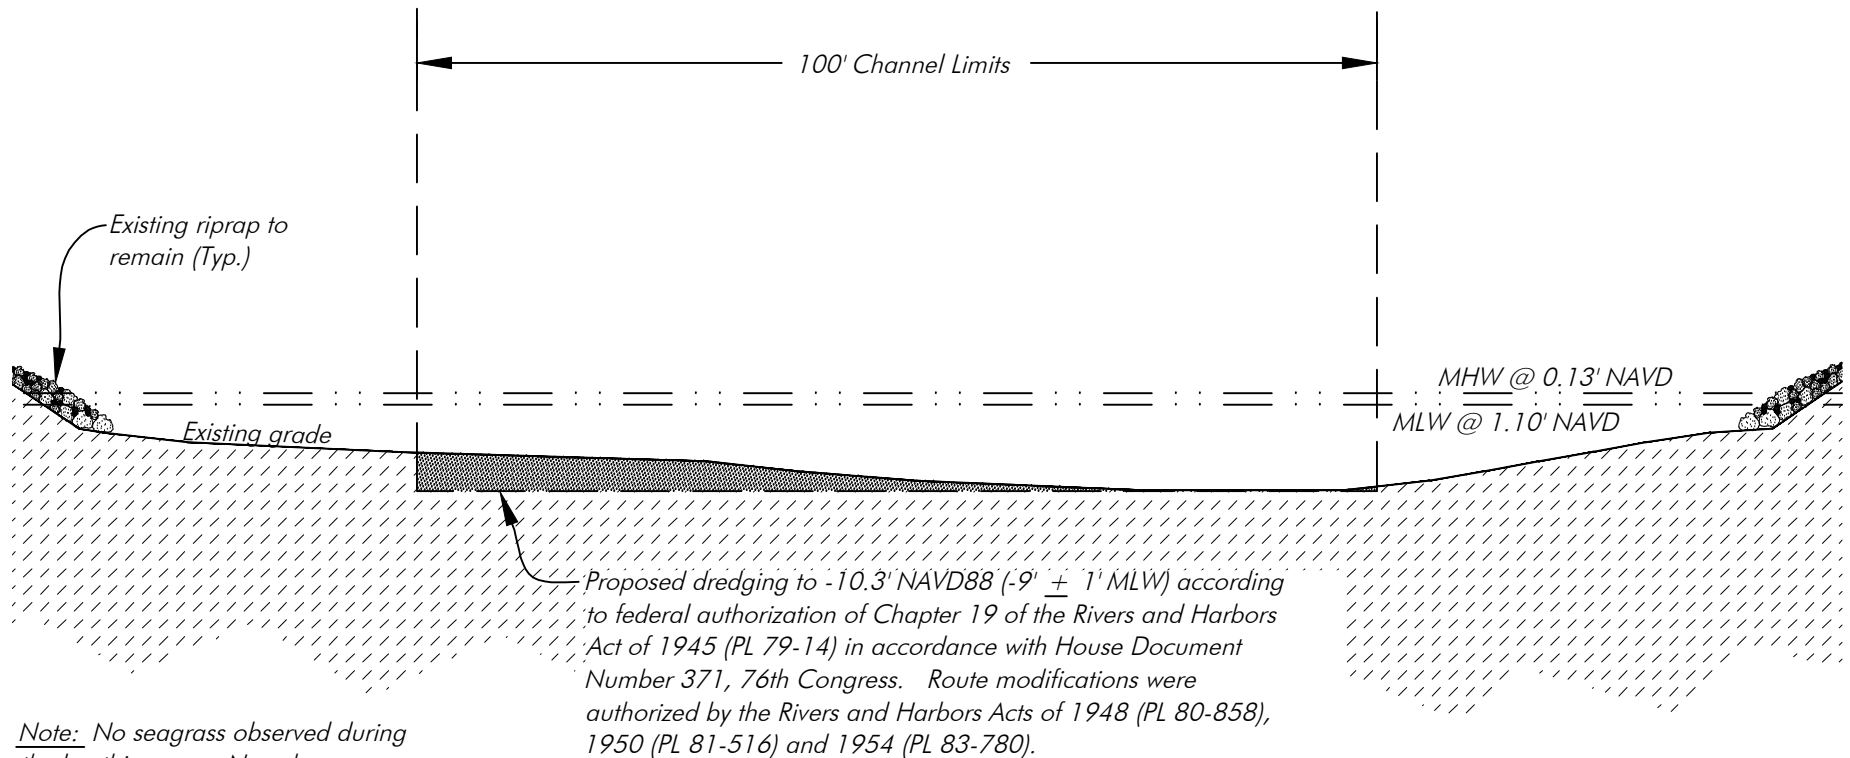 100' Channel Limits
Existing riprap to
remain (Typ.)
MHW @ 0.13' NAVD
MLW @ 1.10' NAVD
Existing grade
Proposed dredging to -10.3' NAVD88 (-9' ± 1' MLW) according
to federal authorization of Chapter 19 of the Rivers and Harbors
Act of 1945 (PL 79-14) in accordance with House Document
Number 371, 76th Congress. Route modifications were
authorized by the Rivers and Harbors Acts of 1948 (PL 80-858),
1950 (PL 81-516) and 1954 (PL 83-780).
Note: No seagrass observed during